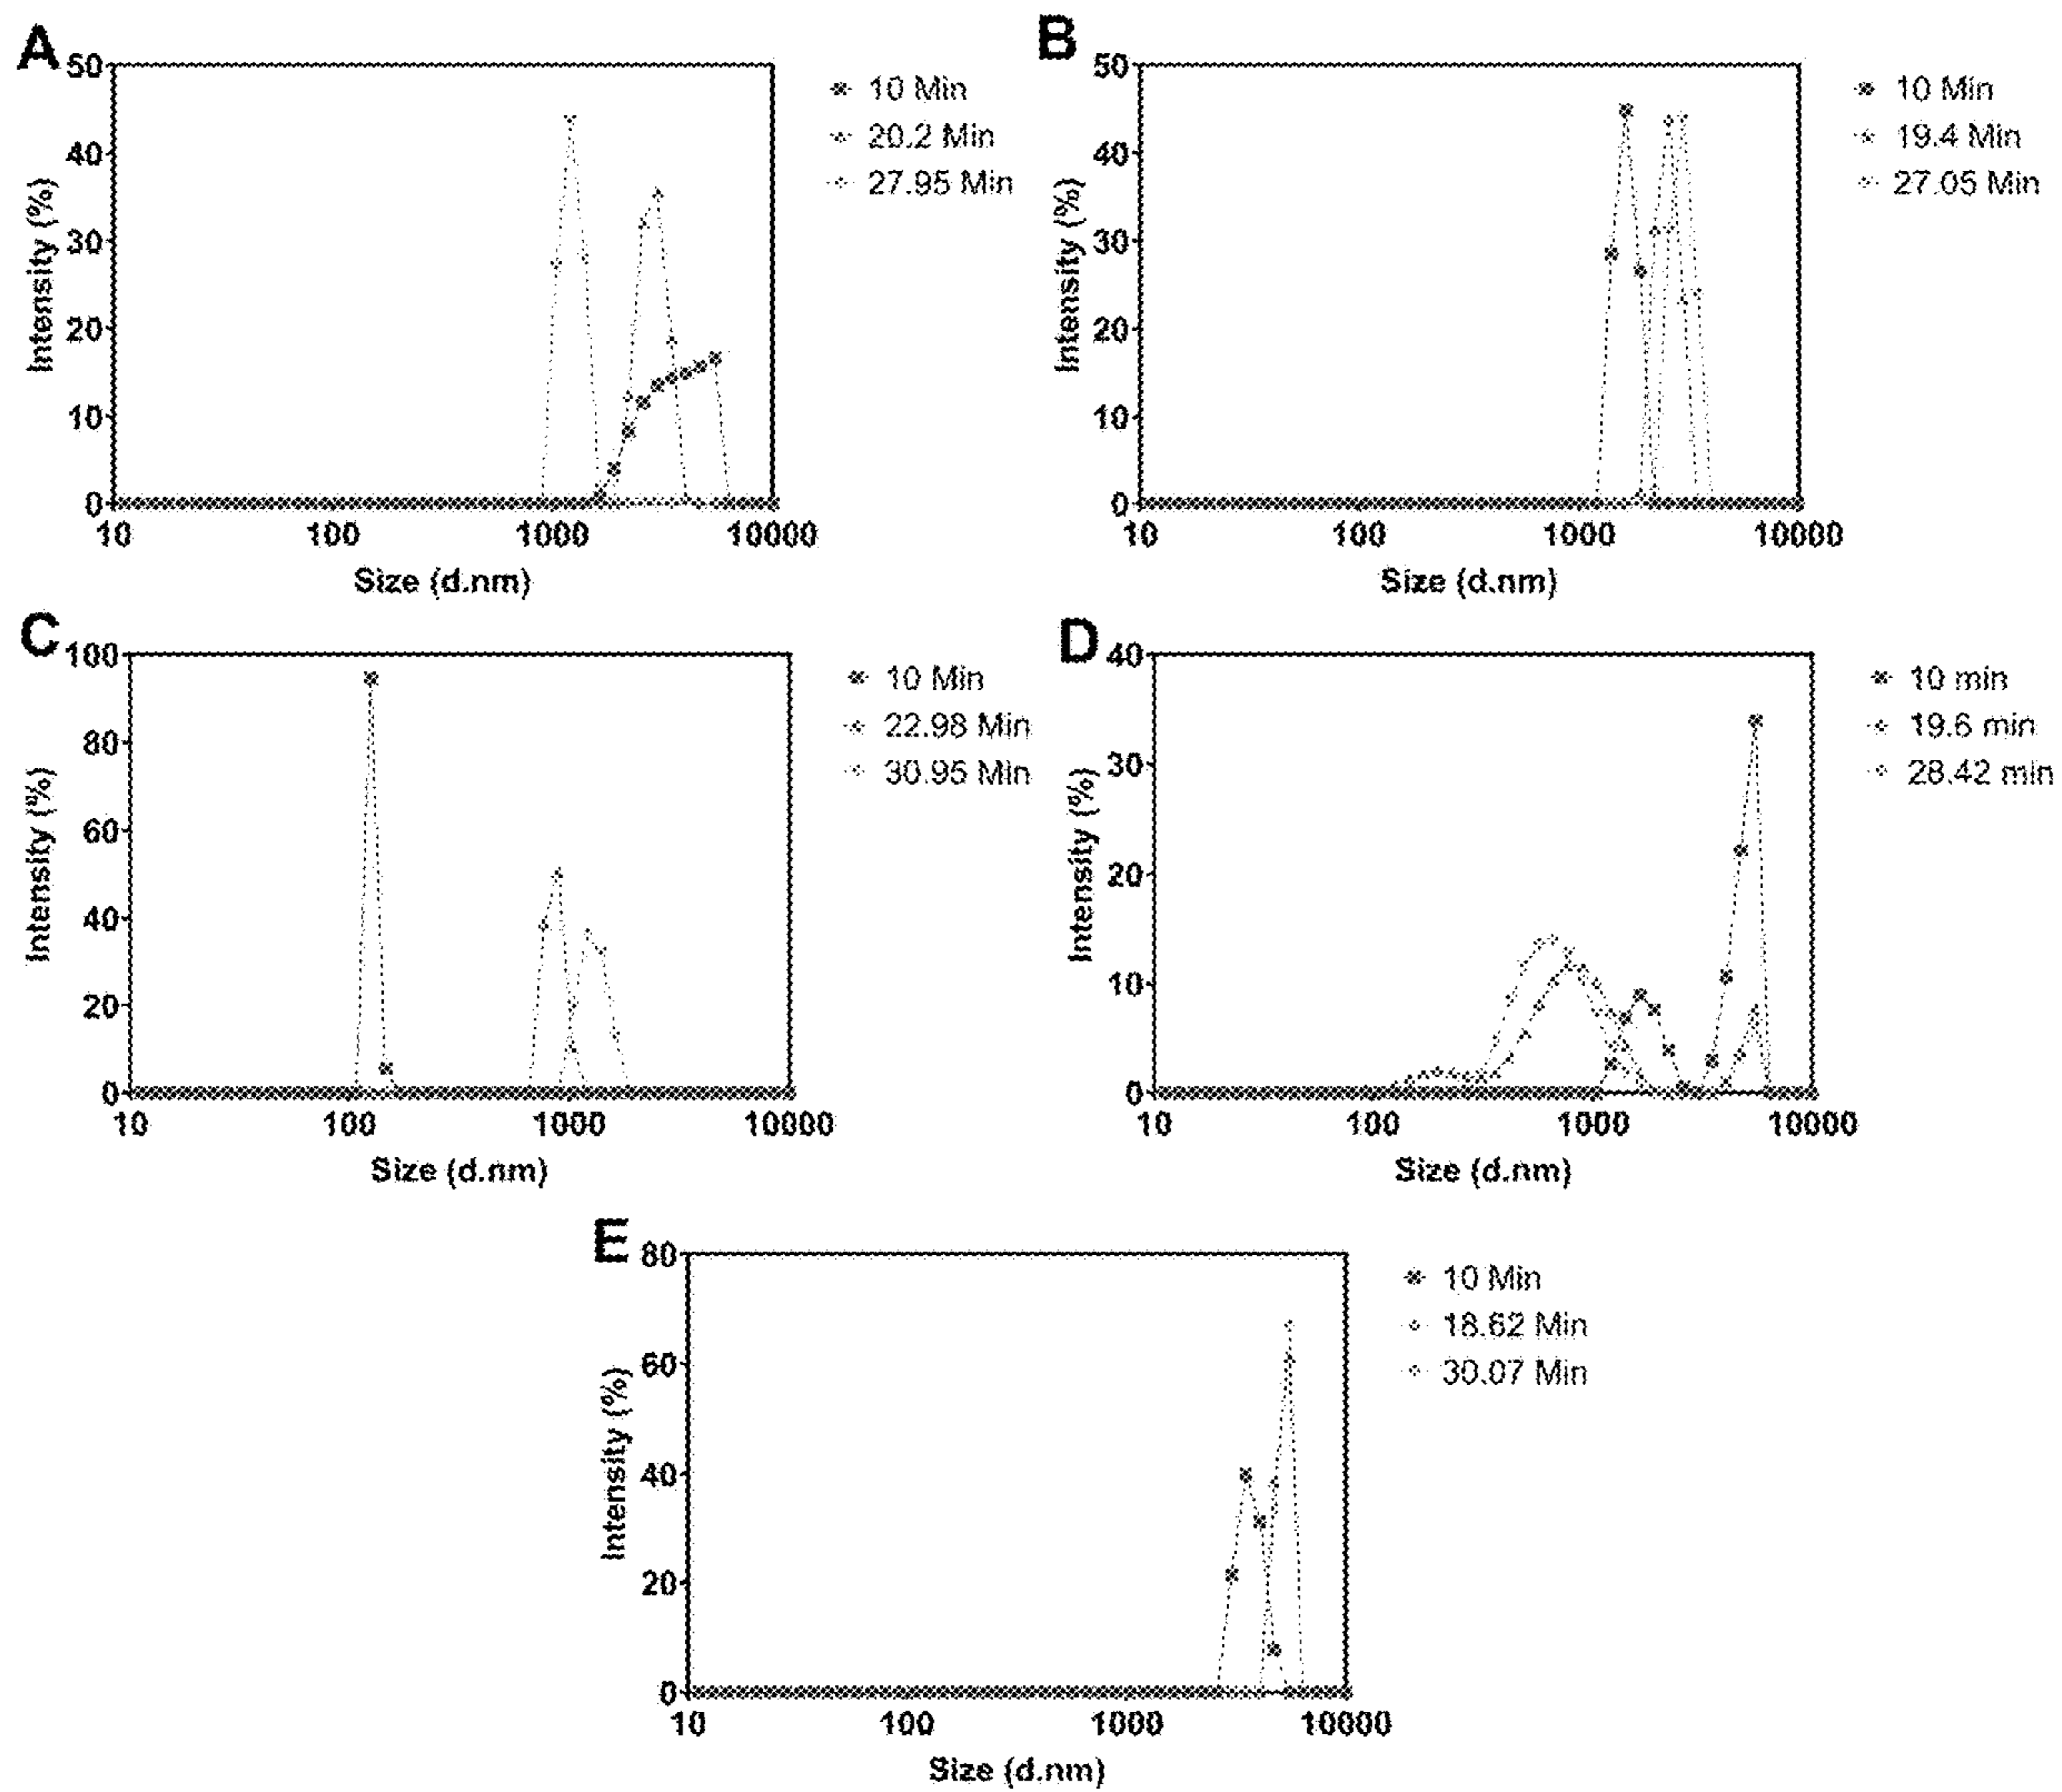 A
50
40
30
20
10
0
10
100
1000
10000
Intensity (%)
Size (d.nm)
10 Min
20.2 Min
27.95 Min
B
50
40
30
20
10
0
10
100
1000
10000
Intensity (%)
Size (d.nm)
10 Min
19.4 Min
27.05 Min
C
100
80
60
40
20
0
10
100
1000
10000
Intensity (%)
Size (d.nm)
10 Min
22.98 Min
30.95 Min
D
40
30
20
10
0
10
100
1000
10000
Intensity (%)
Size (d.nm)
10 min
19.6 min
28.42 min
E
80
60
40
20
0
10
100
1000
10000
Intensity (%)
Size (d.nm)
10 Min
18.62 Min
30.07 Min